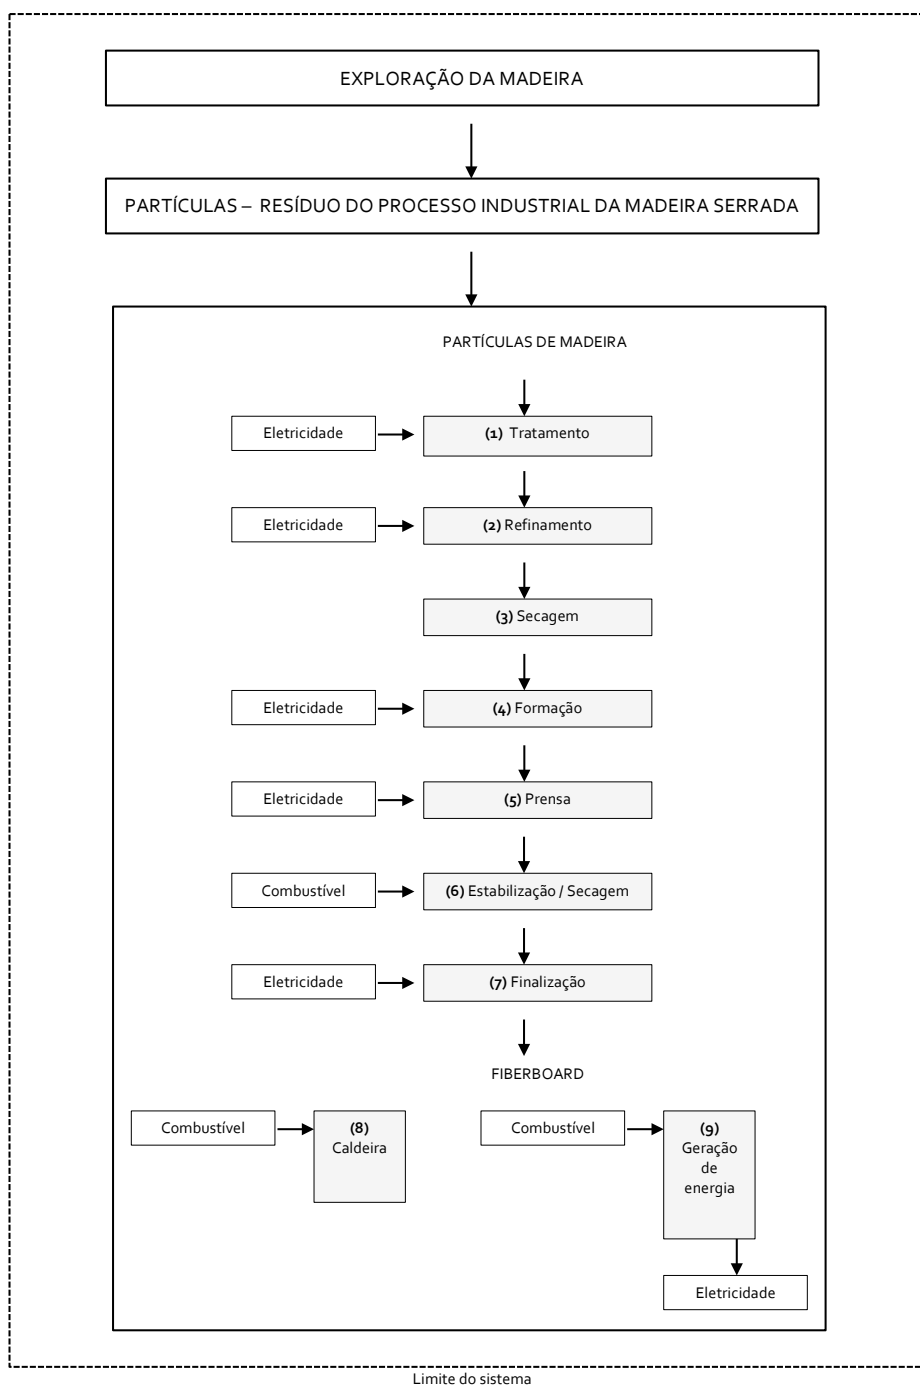 EXPLORAÇÃO DA MADEIRA
PARTÍCULAS – RESÍDUO DO PROCESSO INDUSTRIAL DA MADEIRA SERRADA
PARTÍCULAS DE MADEIRA
Eletricidade
(1) Tratamento
Eletricidade
(2) Refinamento
(3) Secagem
Eletricidade
(4) Formação
Eletricidade
(5) Prensa
Combustível
(6) Estabilização / Secagem
Eletricidade
(7) Finalização
FIBERBOARD
Combustível
(8)
Caldeira
Combustível
(9)
Geração
de
energia
Eletricidade
Limite do sistema